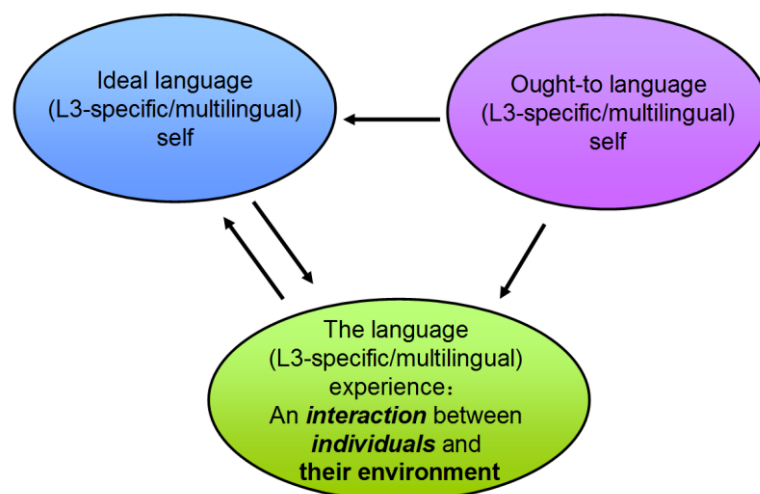 Ideal language
(L3-specific/multilingual)
self
Ought-to language
(L3-specific/multilingual)
self
The language
(L3-specific/multilingual)
experience：
An interaction between
individuals and
their environment